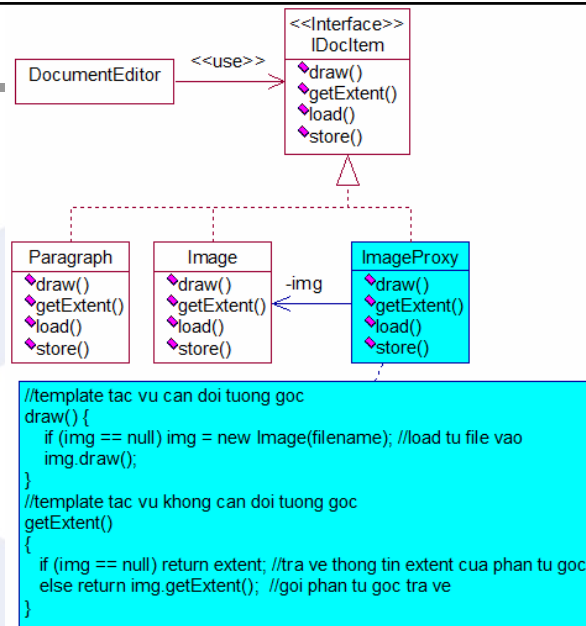 <<Interface>>
IDocItem
draw()
getExtent()
load()
store()
DocumentEditor
<<use>>
Paragraph
draw()
getExtent()
load()
store()
Image
draw()
getExtent()
load()
store()
-img
ImageProxy
draw()
getExtent()
load()
store()
//template tac vu can doi tuong goc
draw() {
if (img == null) img = new Image(filename); //load tu file vao
img.draw();
}
//template tac vu khong can doi tuong goc
getExtent()
{
if (img == null) return extent; //tra ve thong tin extent cua phan tu goc
else return img.getExtent(); //goi phan tu goc tra ve
}